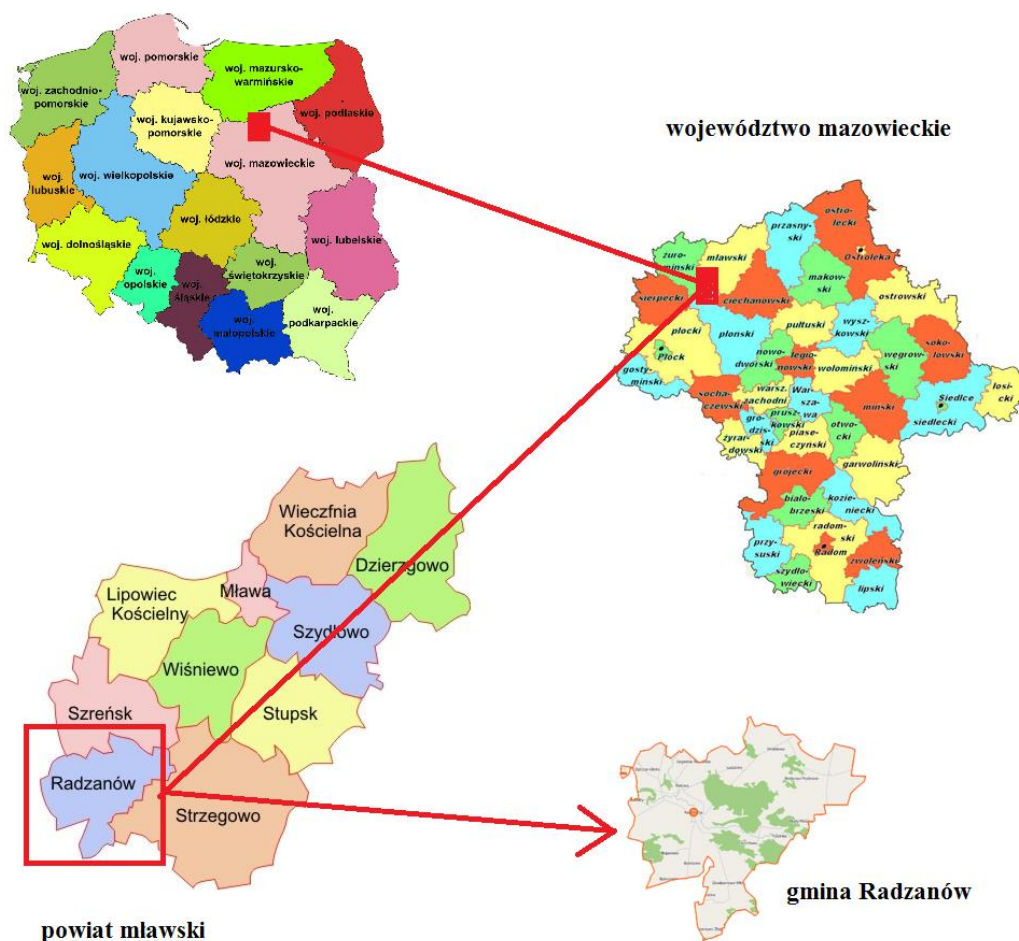 woj. pomorskie
woj. mazursko-
warmińskie
woj. zachodnio-
pomorskie
woj. kujawsko-
pomorskie
woj. podlaskie
woj. mazowieckie
woj.
lubuskie
woj. wielkopolskie
woj. łódzkie
woj. lubelskie
woj. dolnośląskie
woj.
opolskie
woj.
śląskie
woj.
świętokrzyskie
woj.
małopolskie
woj.
podkarpackie
województwo mazowieckie
ostro-
łęcki
przasny-
ski
Ostrołęka
żuro-
miński
mławski
makow-
ski
sierpecki
ciechanowski
ostrowski
płocki
płoński
pułtuski
wysz-
kowski
soko-
łowski
Płock
nowo-
dworski
legio-
nowski
wołomiński
węgrow-
ski
gosty-
niński
socha-
czewski
warsz.
zachodni
War-
sza-
wa
miński
Siedlce
siedlecki
łosi-
cki
gro-
dzi-
ski
prusz-
kowski
piase-
czyński
otwo-
cki
żyrar-
dowski
garwoliński
grojecki
biało-
brzeski
kozie-
niecki
przy-
suski
radom-
ski
Radom
zwoleński
szydło-
wiecki
lipski
Wieczfnia
Kościelna
Dzierzgowo
Lipowiec
Kościelny
Mława
Szydłowo
Wiśniewo
Szreńsk
Stupsk
Radzanów
Strzegowo
powiat mławski
gmina Radzanów